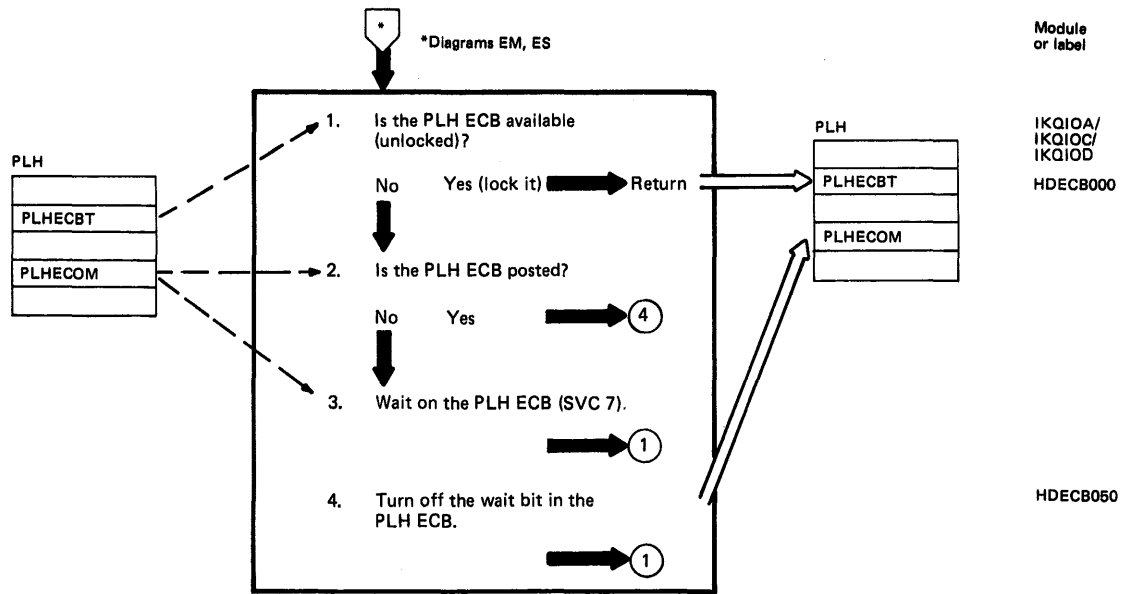 *
*Diagrams EM, ES
Module
or label
1. Is the PLH ECB available
(unlocked)?
No Yes (lock it) Return
PLH
PLHECBT
PLHECOM
2. Is the PLH ECB posted?
No Yes 4
3. Wait on the PLH ECB (SVC 7).
1
4. Turn off the wait bit in the
PLH ECB.
1
PLH
PLHECBT
PLHECOM
IKQIOA/
IKQIOC/
IKQIOD
HDECB000
HDECB050